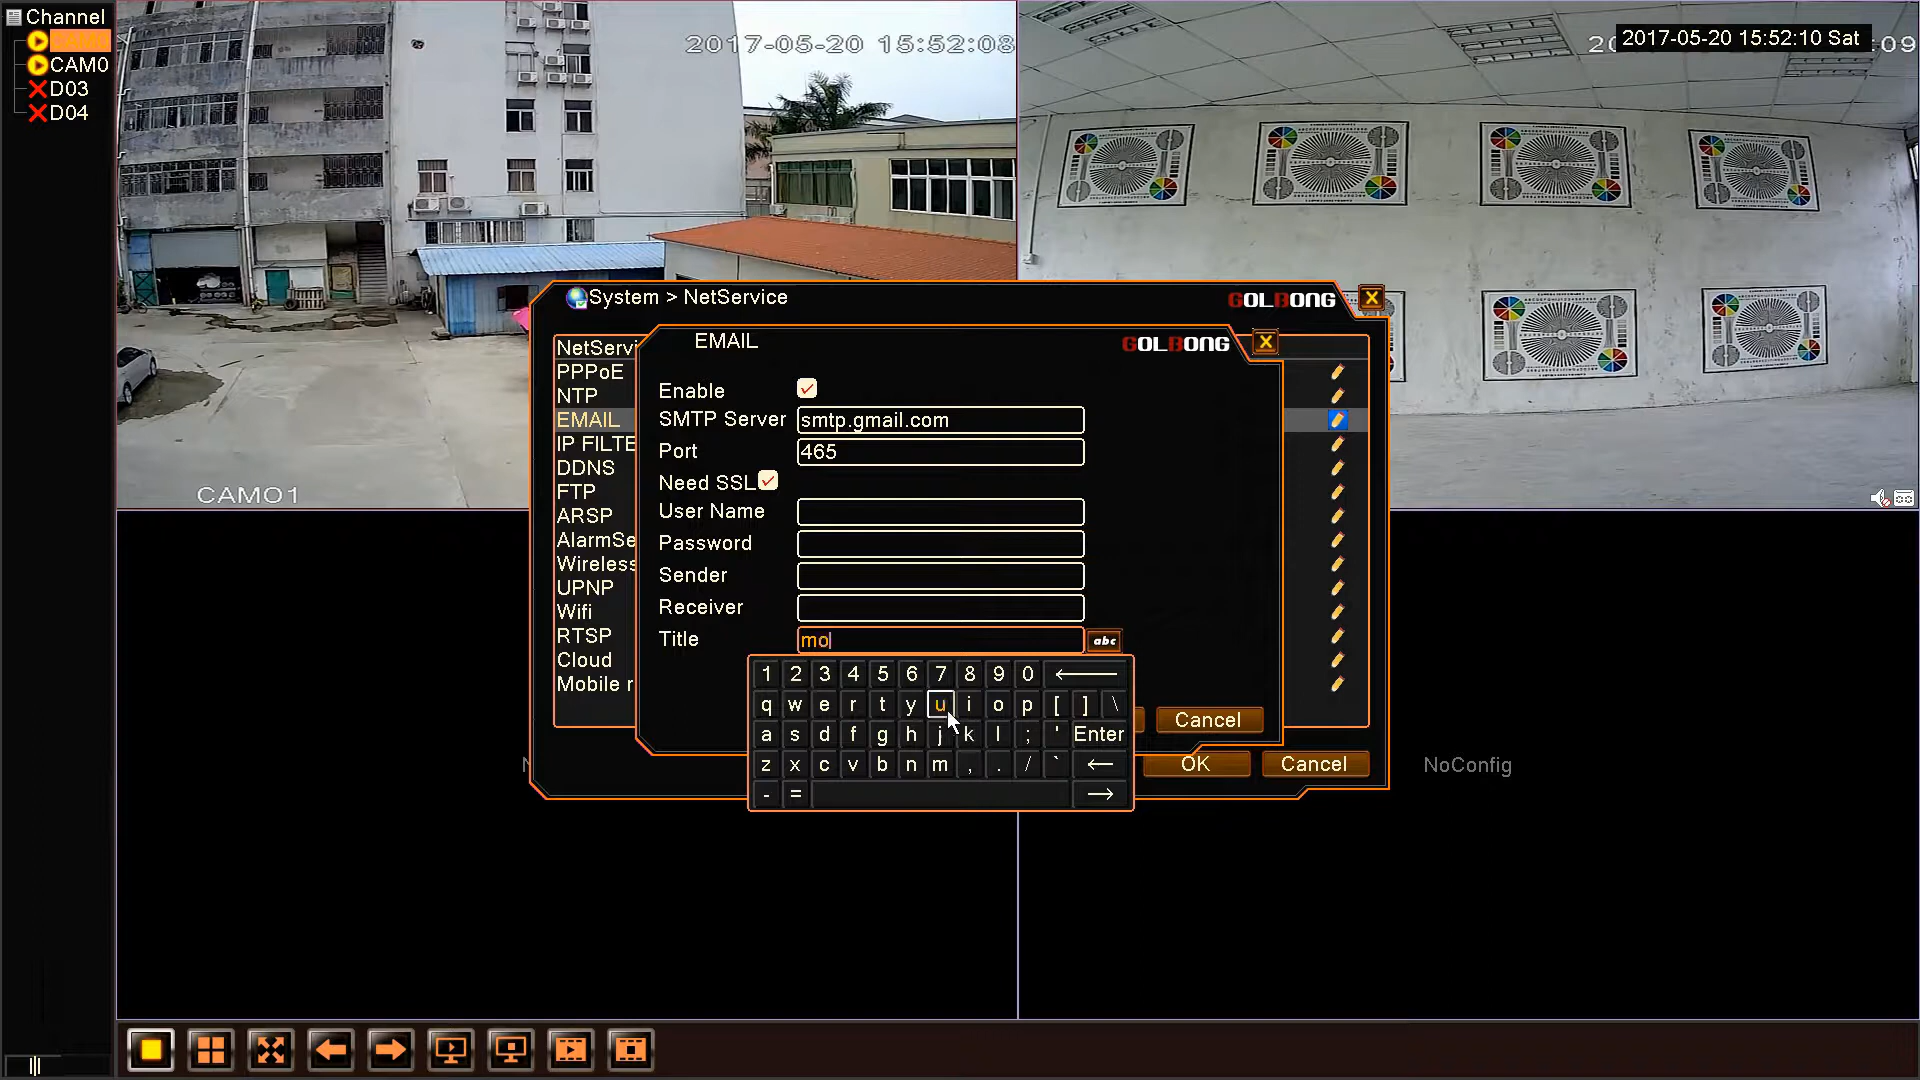 Channel
CAM0
D03
D04
2017-05-20 15:52:08
2017-05-20 15:52:10 Sat
:09
CAMO1
System > NetService
GOLBONG
X
EMAIL
GOLBONG
X
NetServi
PPPoE
NTP
EMAIL
IP FILTE
DDNS
FTP
ARSP
AlarmSe
Wireless
UPNP
Wifi
RTSP
Cloud
Mobile r
Enable
SMTP Server smtp.gmail.com
Port 465
Need SSL
User Name
Password
Sender
Receiver
Title mo abc
1 2 3 4 5 6 7 8 9 0 ←
q w e r t y u i o p [ ] \
a s d f g h j k l ; ' Enter
z x c v b n m , . / ` ←
- = →
Cancel
OK Cancel
NoConfig